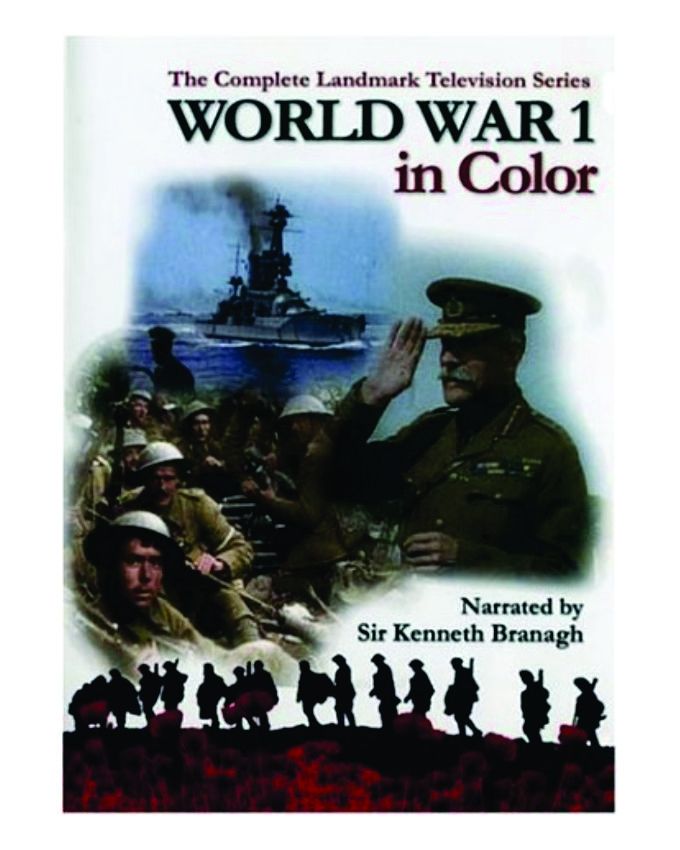 The Complete Landmark Television Series
WORLD WAR 1
in Color
Narrated by
Sir Kenneth Branagh